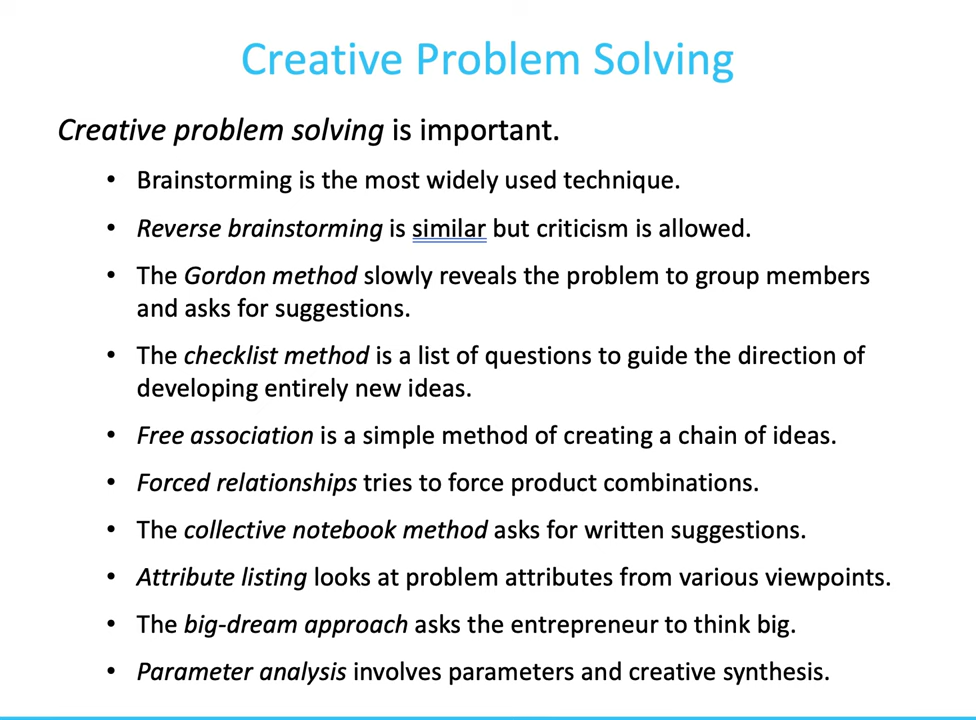 Creative Problem Solving
Creative problem solving is important.
• Brainstorming is the most widely used technique.
• Reverse brainstorming is similar but criticism is allowed.
• The Gordon method slowly reveals the problem to group members
and asks for suggestions.
• The checklist method is a list of questions to guide the direction of
developing entirely new ideas.
• Free association is a simple method of creating a chain of ideas.
• Forced relationships tries to force product combinations.
• The collective notebook method asks for written suggestions.
• Attribute listing looks at problem attributes from various viewpoints.
• The big-dream approach asks the entrepreneur to think big.
• Parameter analysis involves parameters and creative synthesis.